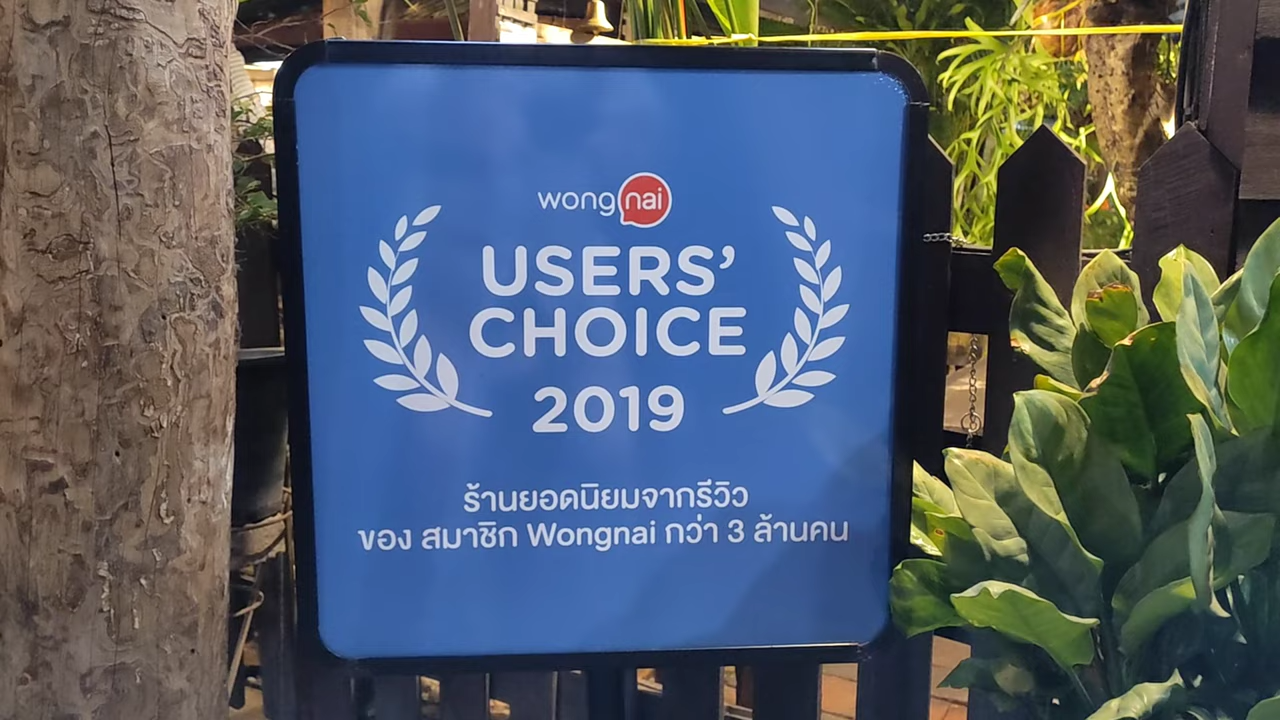 wongnai
USERS’
CHOICE
2019
ร้านยอดนิยมจากรีวิว
ของ สมาชิก Wongnai กว่า 3 ล้านคน